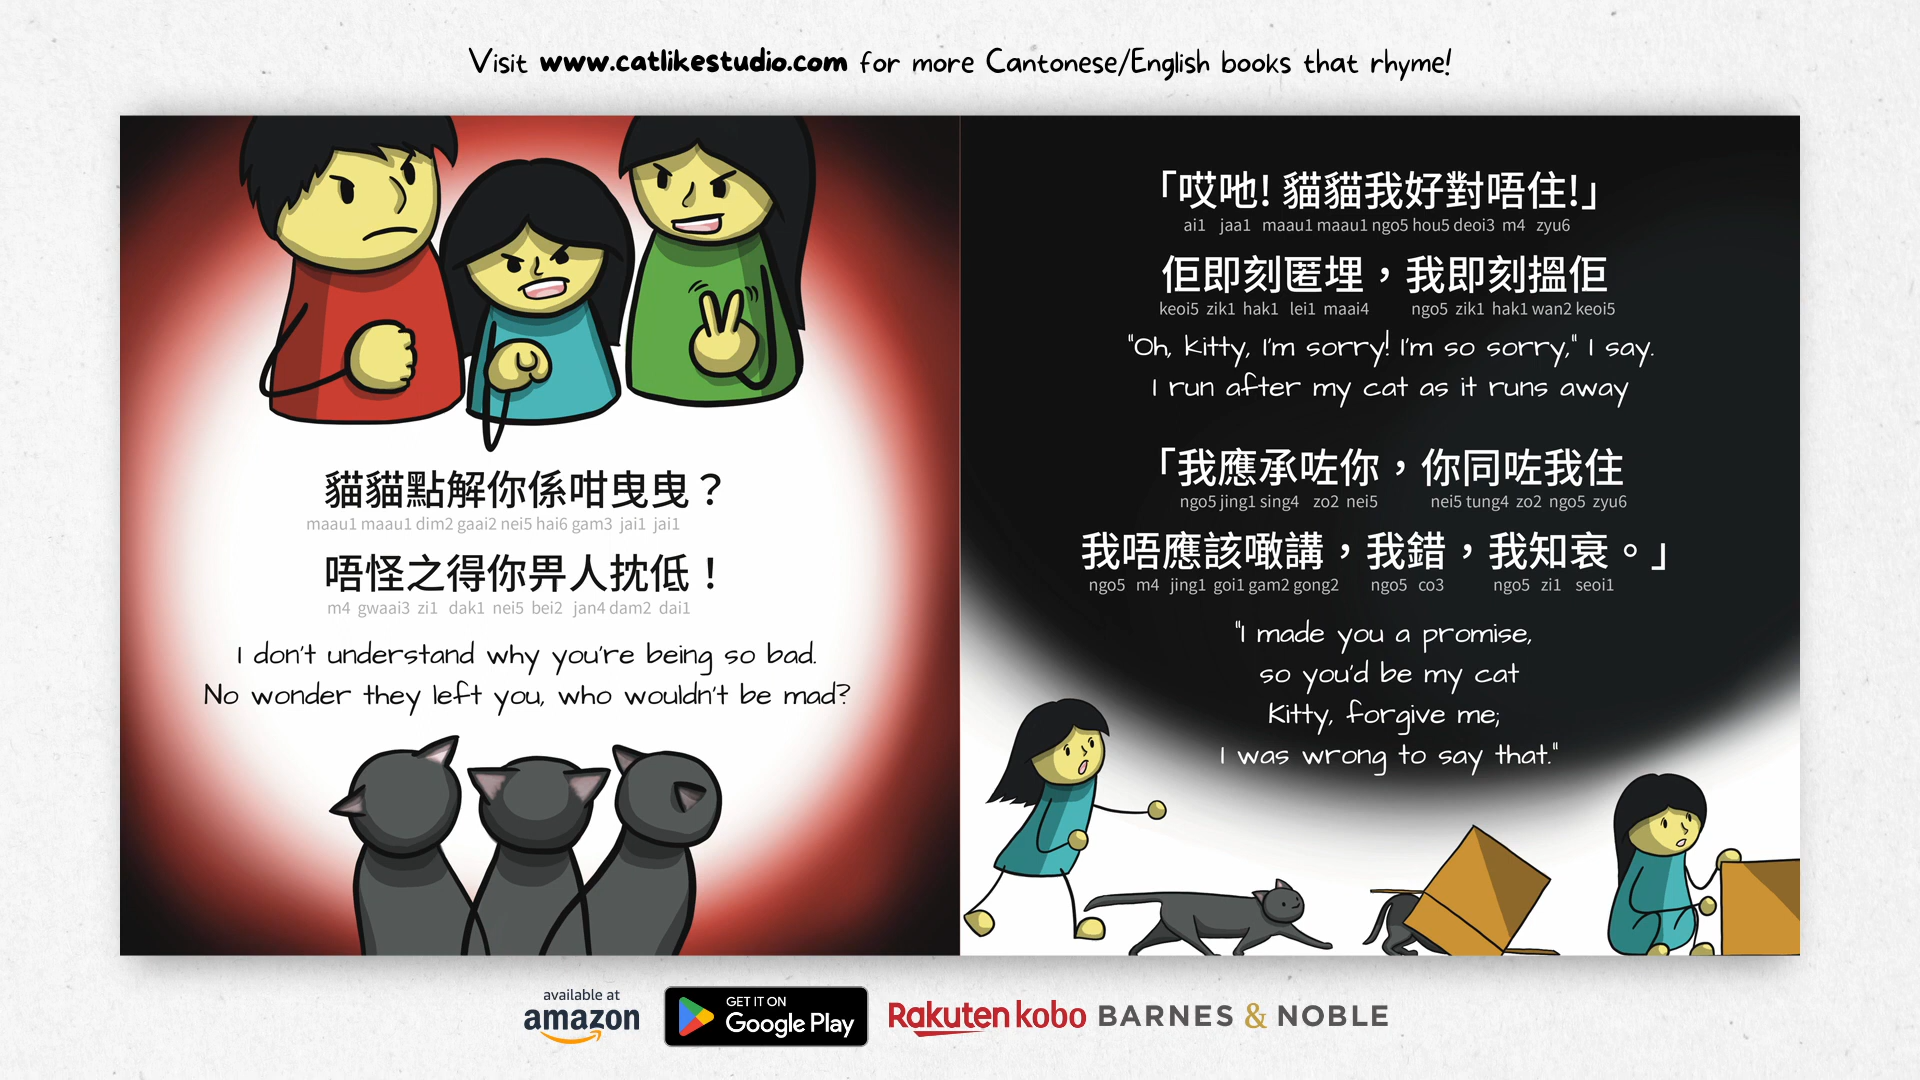 Visit www.catlikestudio.com for more Cantonese/English books that rhyme!
貓貓點解你係咁曳曳？
maau1 maau1 dim2 gaai2 nei5 hai6 gam3 jai1 jai1
唔怪之得你畀人抌低！
m4 gwaai3 zi1 dak1 nei5 bei2 jan4 dam2 dai1
I don't understand why you're being so bad.
No wonder they left you, who wouldn't be mad?
「哎吔! 貓貓我好對唔住!」
ai1 jaa1 maau1 maau1 ngo5 hou5 deoi3 m4 zyu6
佢即刻匿埋，我即刻搵佢
keoi5 zik1 hak1 lei1 maai4 ngo5 zik1 hak1 wan2 keoi5
"Oh, kitty, I'm sorry! I'm so sorry," I say.
I run after my cat as it runs away
「我應承咗你，你同咗我住
ngo5 jing1 sing4 zo2 nei5 nei5 tung4 zo2 ngo5 zyu6
我唔應該噉講，我錯，我知衰。」
ngo5 m4 jing1 goi1 gam2 gong2 ngo5 co3 ngo5 zi1 seoi1
"I made you a promise,
so you'd be my cat
Kitty, forgive me;
I was wrong to say that."
available at
amazon
GET IT ON
Google Play
Rakuten kobo
BARNES & NOBLE